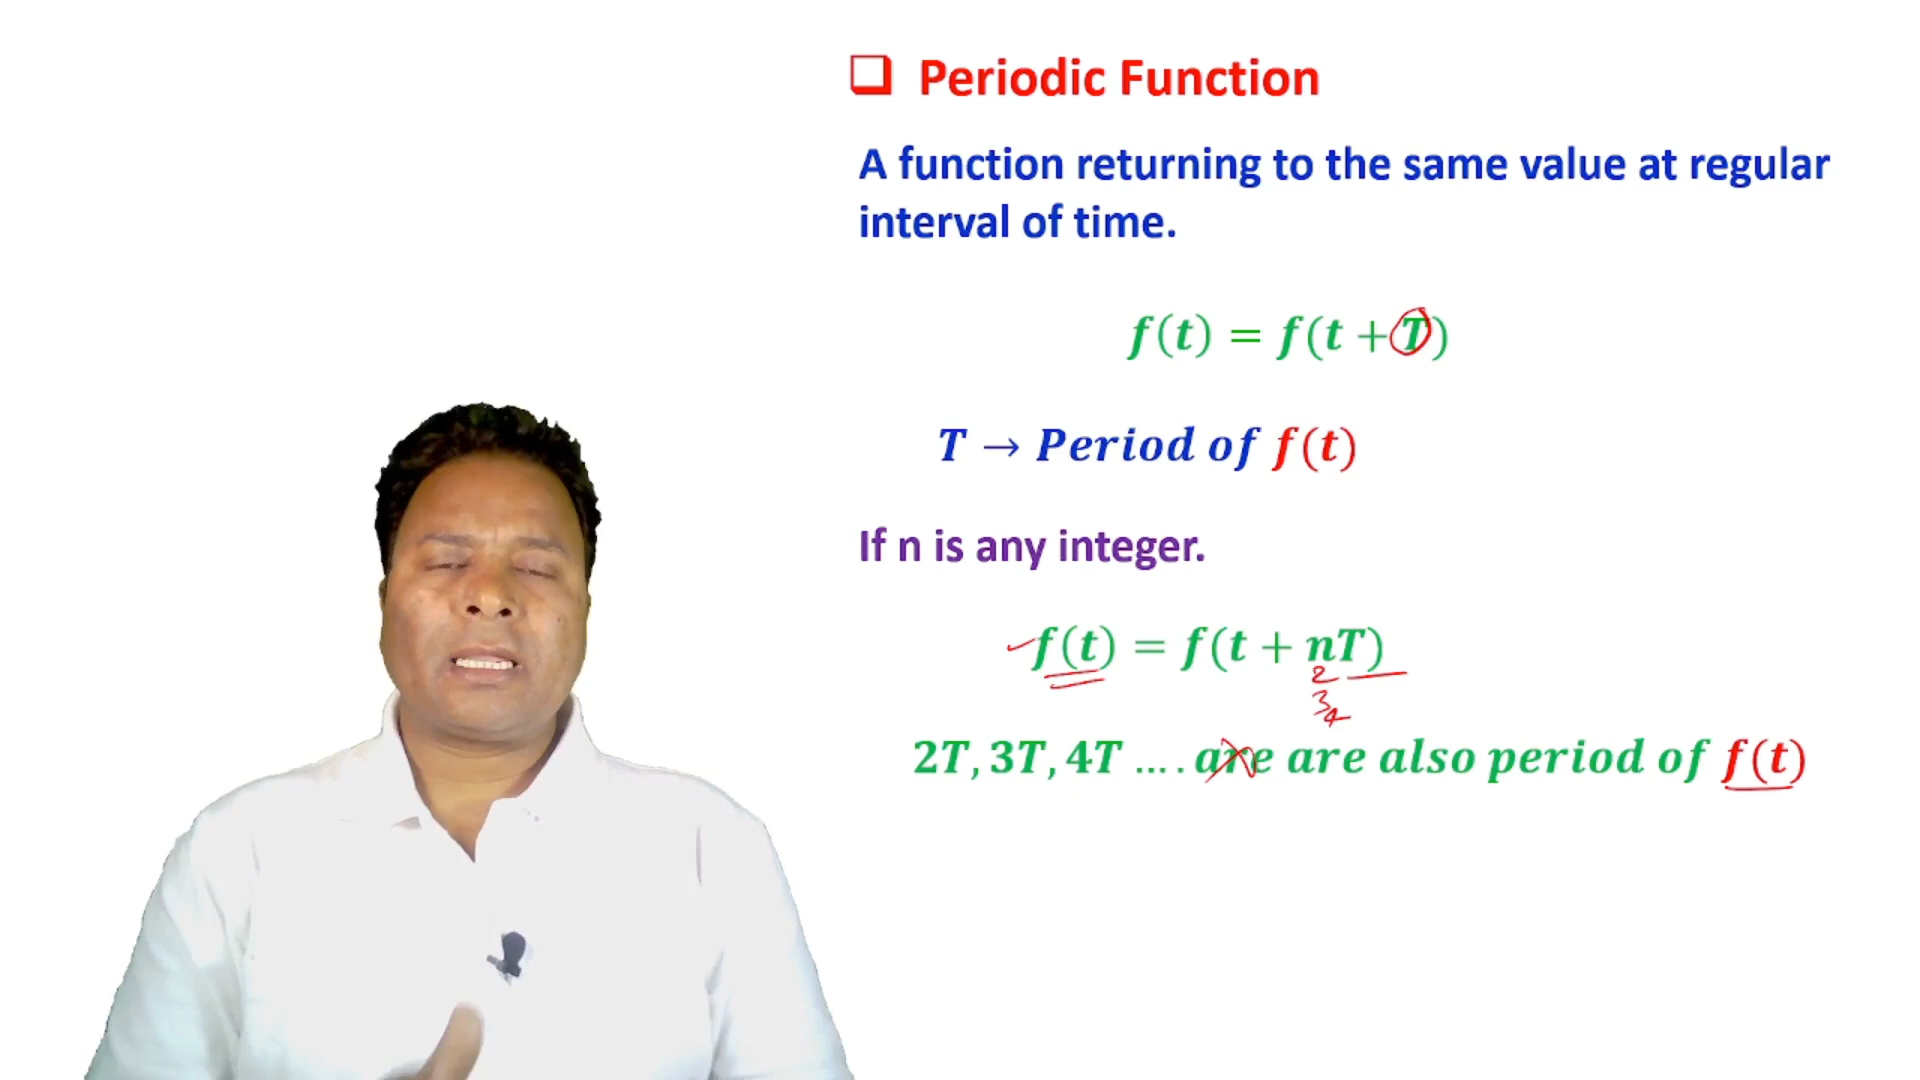 ❑ Periodic Function
A function returning to the same value at regular
interval of time.
f(t) = f(t + T)
T → Period of f(t)
If n is any integer.
f(t) = f(t + nT)
2
3
4
2T, 3T, 4T .... are are also period of f(t)